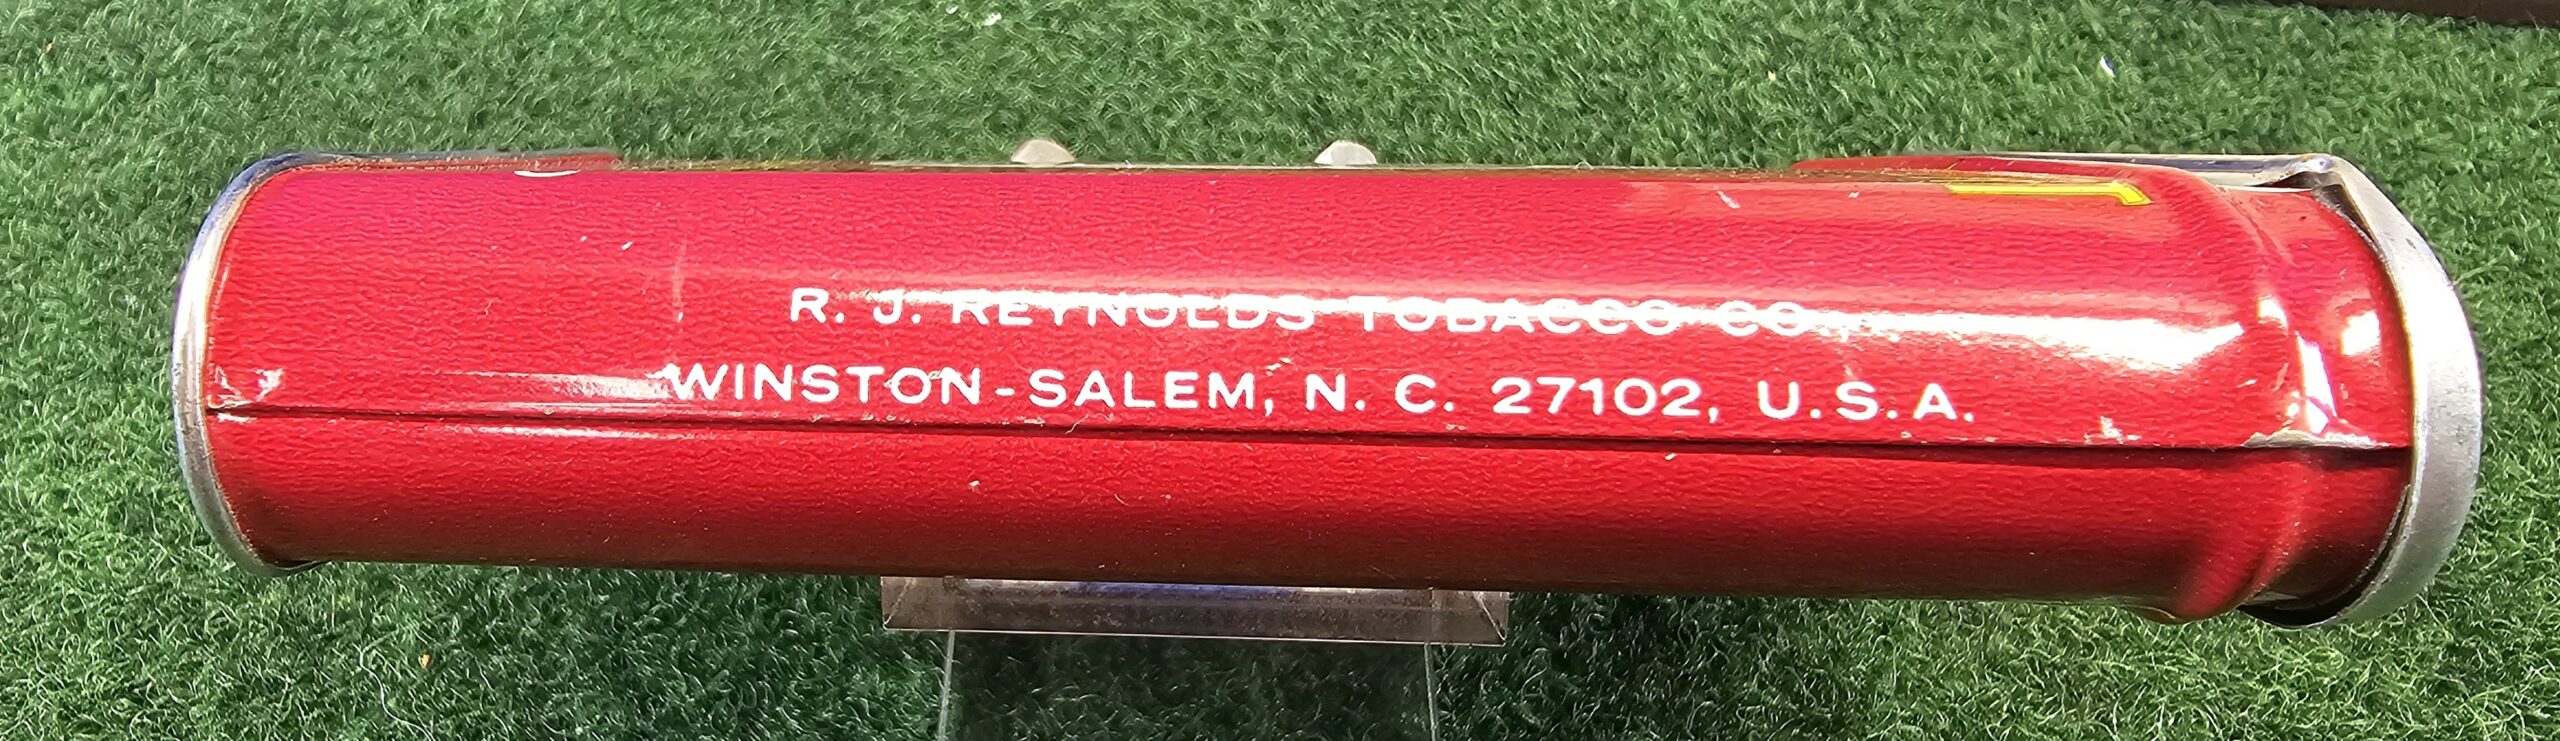 R. J. REYNOLDS TOBACCO CO.,
WINSTON-SALEM, N. C. 27102, U.S.A.